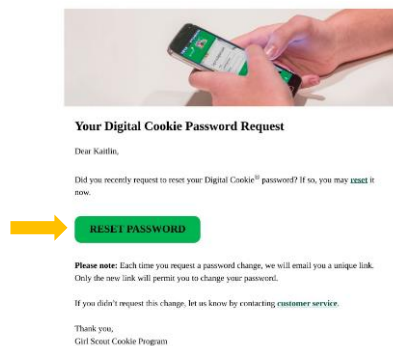 Your Digital Cookie Password Request
Dear Kaitlin,
Did you recently request to reset your Digital Cookie® password? If so, you may reset it
now.
RESET PASSWORD
Please note: Each time you request a password change, we will email you a unique link.
Only the new link will permit you to change your password.
If you didn't request this change, let us know by contacting customer service.
Thank you,
Girl Scout Cookie Program